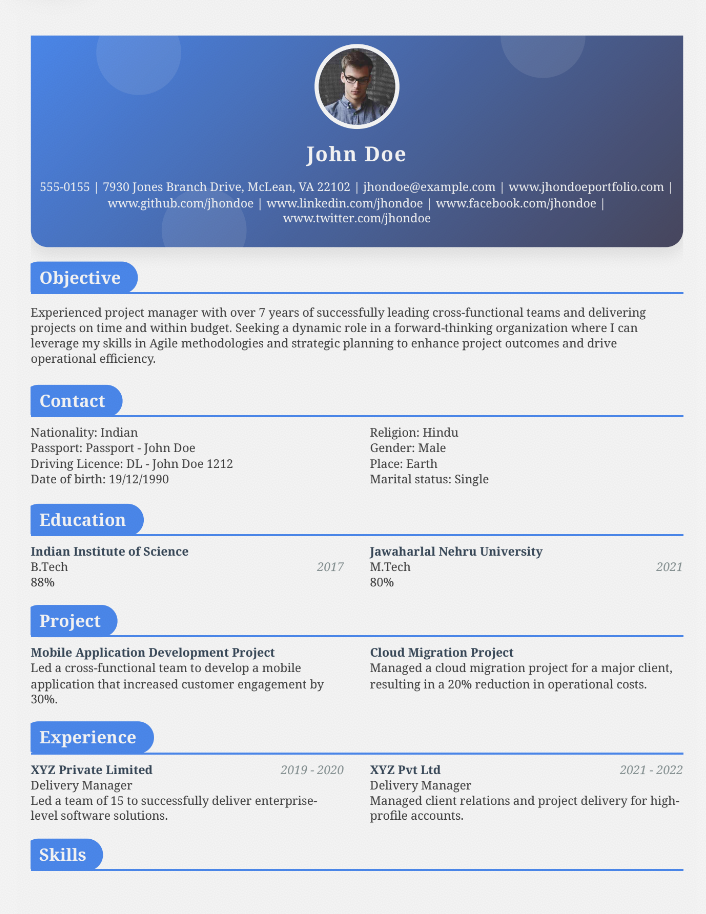 John Doe
555-0155 | 7930 Jones Branch Drive, McLean, VA 22102 | jhondoe@example.com | www.jhondoeportfolio.com |
www.github.com/jhondoe | www.linkedin.com/jhondoe | www.facebook.com/jhondoe |
www.twitter.com/jhondoe
Objective
Experienced project manager with over 7 years of successfully leading cross-functional teams and delivering
projects on time and within budget. Seeking a dynamic role in a forward-thinking organization where I can
leverage my skills in Agile methodologies and strategic planning to enhance project outcomes and drive
operational efficiency.
Contact
Nationality: Indian
Passport: Passport - John Doe
Driving Licence: DL - John Doe 1212
Date of birth: 19/12/1990
Religion: Hindu
Gender: Male
Place: Earth
Marital status: Single
Education
Indian Institute of Science
B.Tech 2017
88%
Jawaharlal Nehru University
M.Tech 2021
80%
Project
Mobile Application Development Project
Led a cross-functional team to develop a mobile
application that increased customer engagement by
30%.
Cloud Migration Project
Managed a cloud migration project for a major client,
resulting in a 20% reduction in operational costs.
Experience
XYZ Private Limited 2019 - 2020
Delivery Manager
Led a team of 15 to successfully deliver enterprise-
level software solutions.
XYZ Pvt Ltd 2021 - 2022
Delivery Manager
Managed client relations and project delivery for high-
profile accounts.
Skills